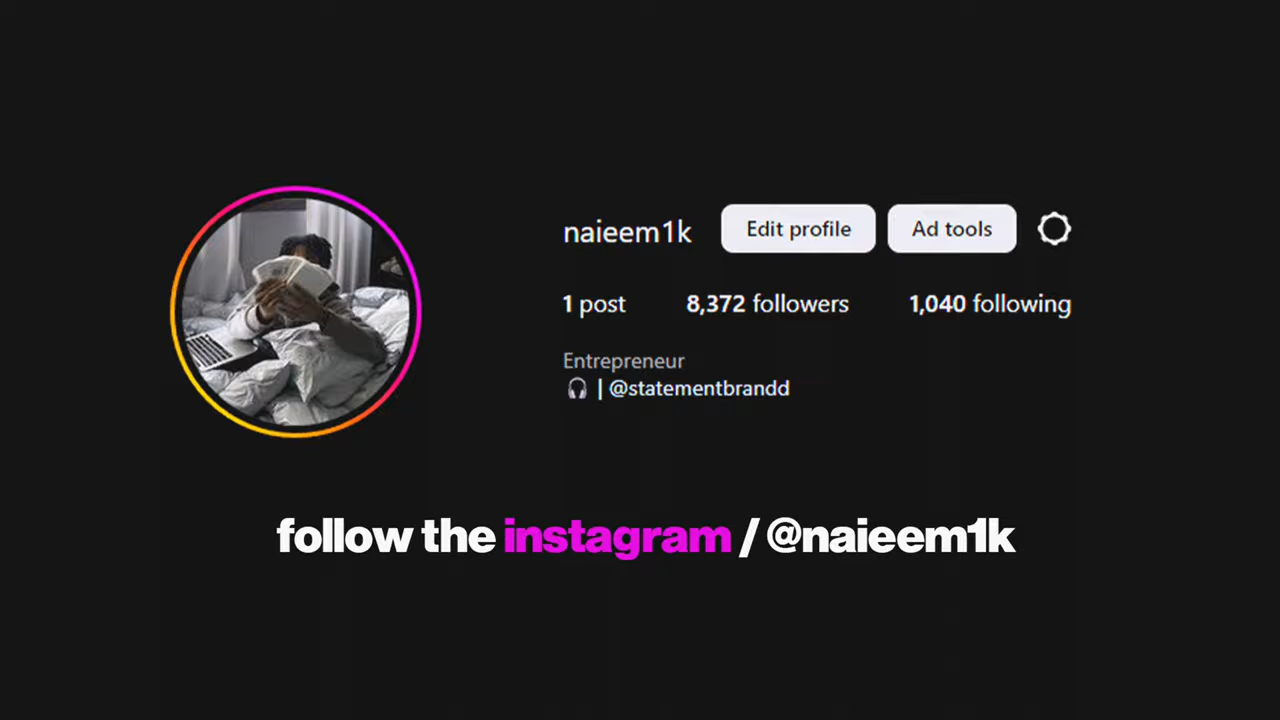 naieem1k Edit profile Ad tools
1 post 8,372 followers 1,040 following
Entrepreneur
🎧 | @statementbrandd
follow the instagram / @naieem1k